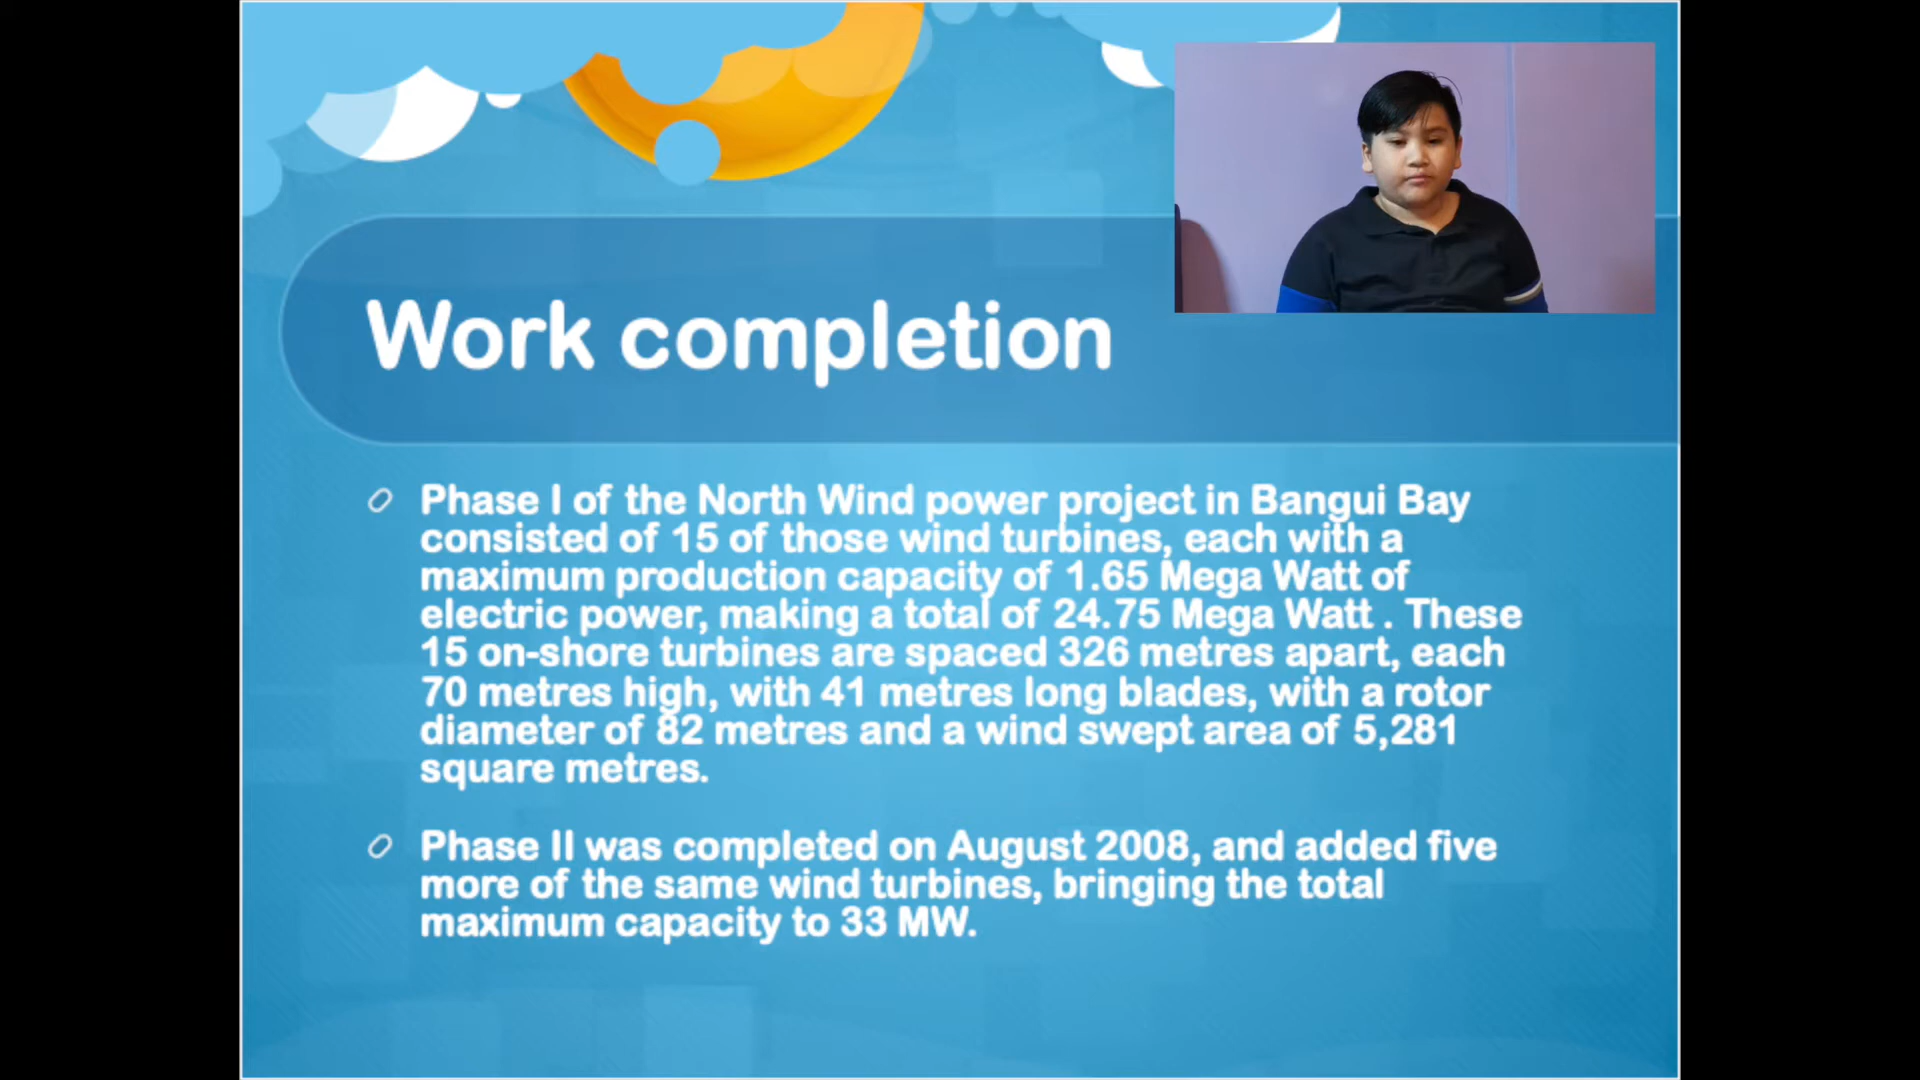 Work completion
Phase I of the North Wind power project in Bangui Bay
consisted of 15 of those wind turbines, each with a
maximum production capacity of 1.65 Mega Watt of
electric power, making a total of 24.75 Mega Watt . These
15 on-shore turbines are spaced 326 metres apart, each
70 metres high, with 41 metres long blades, with a rotor
diameter of 82 metres and a wind swept area of 5,281
square metres.
Phase II was completed on August 2008, and added five
more of the same wind turbines, bringing the total
maximum capacity to 33 MW.